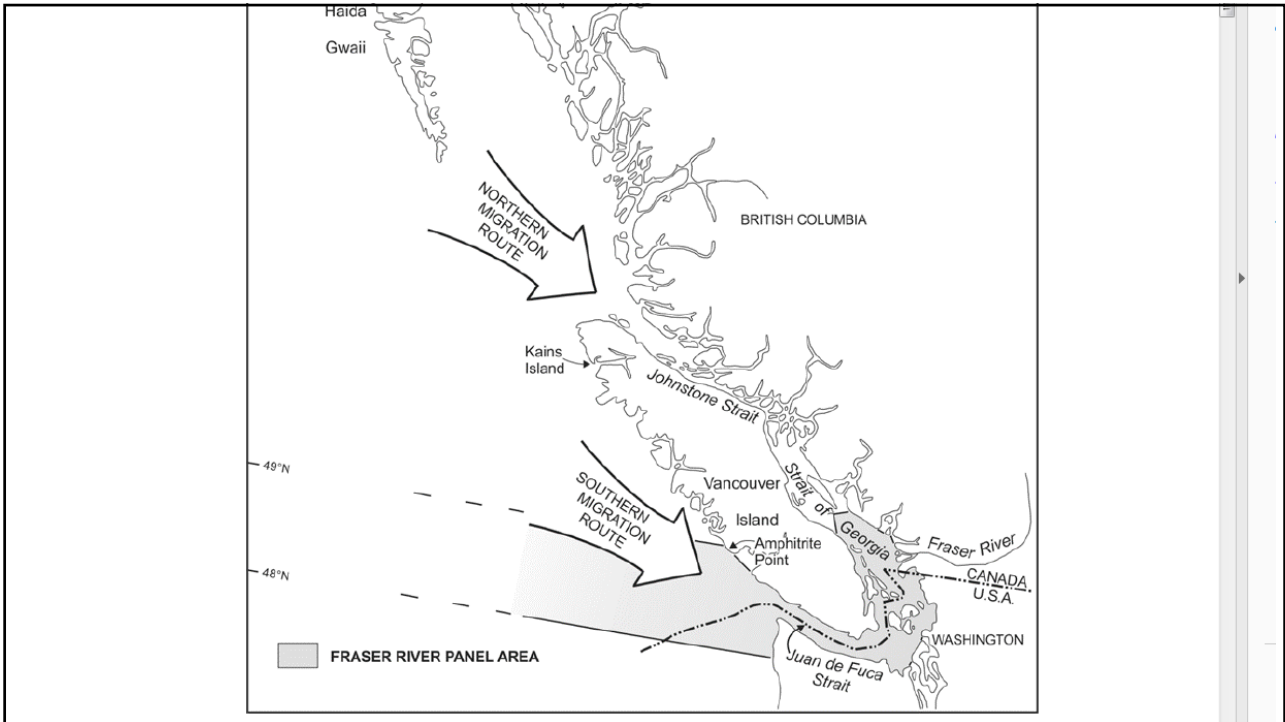 Haida
Gwaii
NORTHERN
MIGRATION
ROUTE
BRITISH COLUMBIA
Kains
Island
Johnstone Strait
49°N
SOUTHERN
MIGRATION
ROUTE
Vancouver
Island
Strait of
Georgia
Amphitrite
Point
Fraser River
48°N
CANADA
U.S.A.
WASHINGTON
Juan de Fuca
Strait
FRASER RIVER PANEL AREA